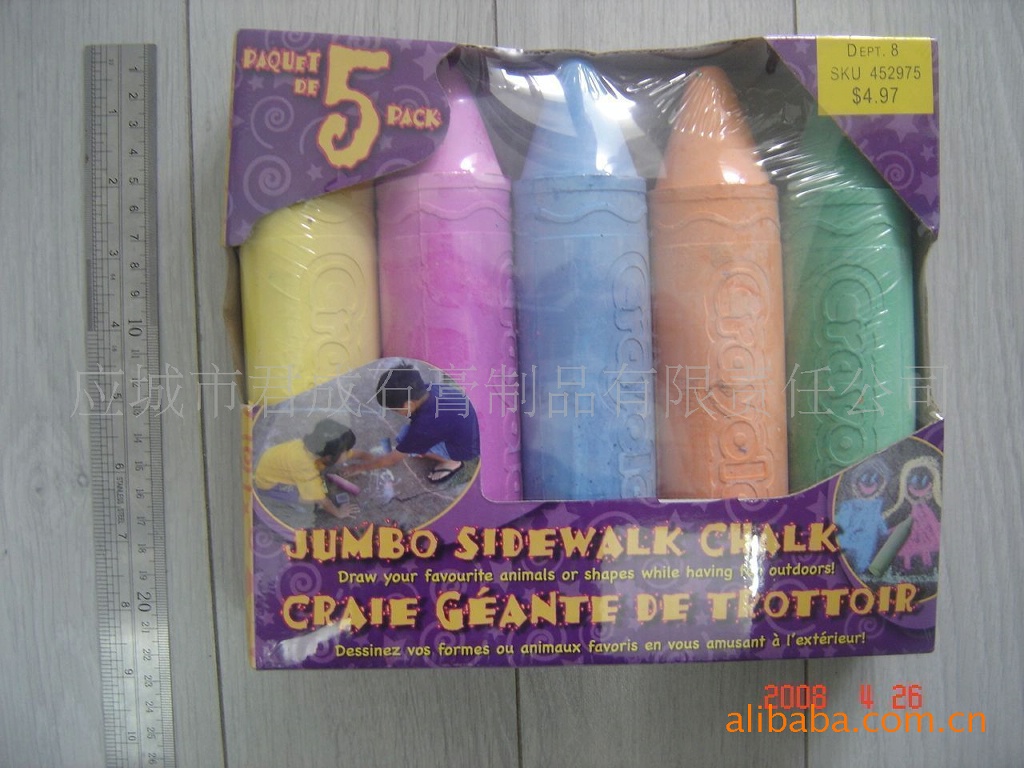 PAQUET
DE
5
PACK
DEPT. 8
SKU 452975
$4.97
应城市君成石膏制品有限责任公司
JUMBO SIDEWALK CHALK
Draw your favourite animals or shapes while having fun outdoors!
CRAIE GÉANTE DE TROTTOIR
Dessinez vos formes ou animaux favoris en vous amusant à l'extérieur!
2008 4 26
alibaba.com.cn